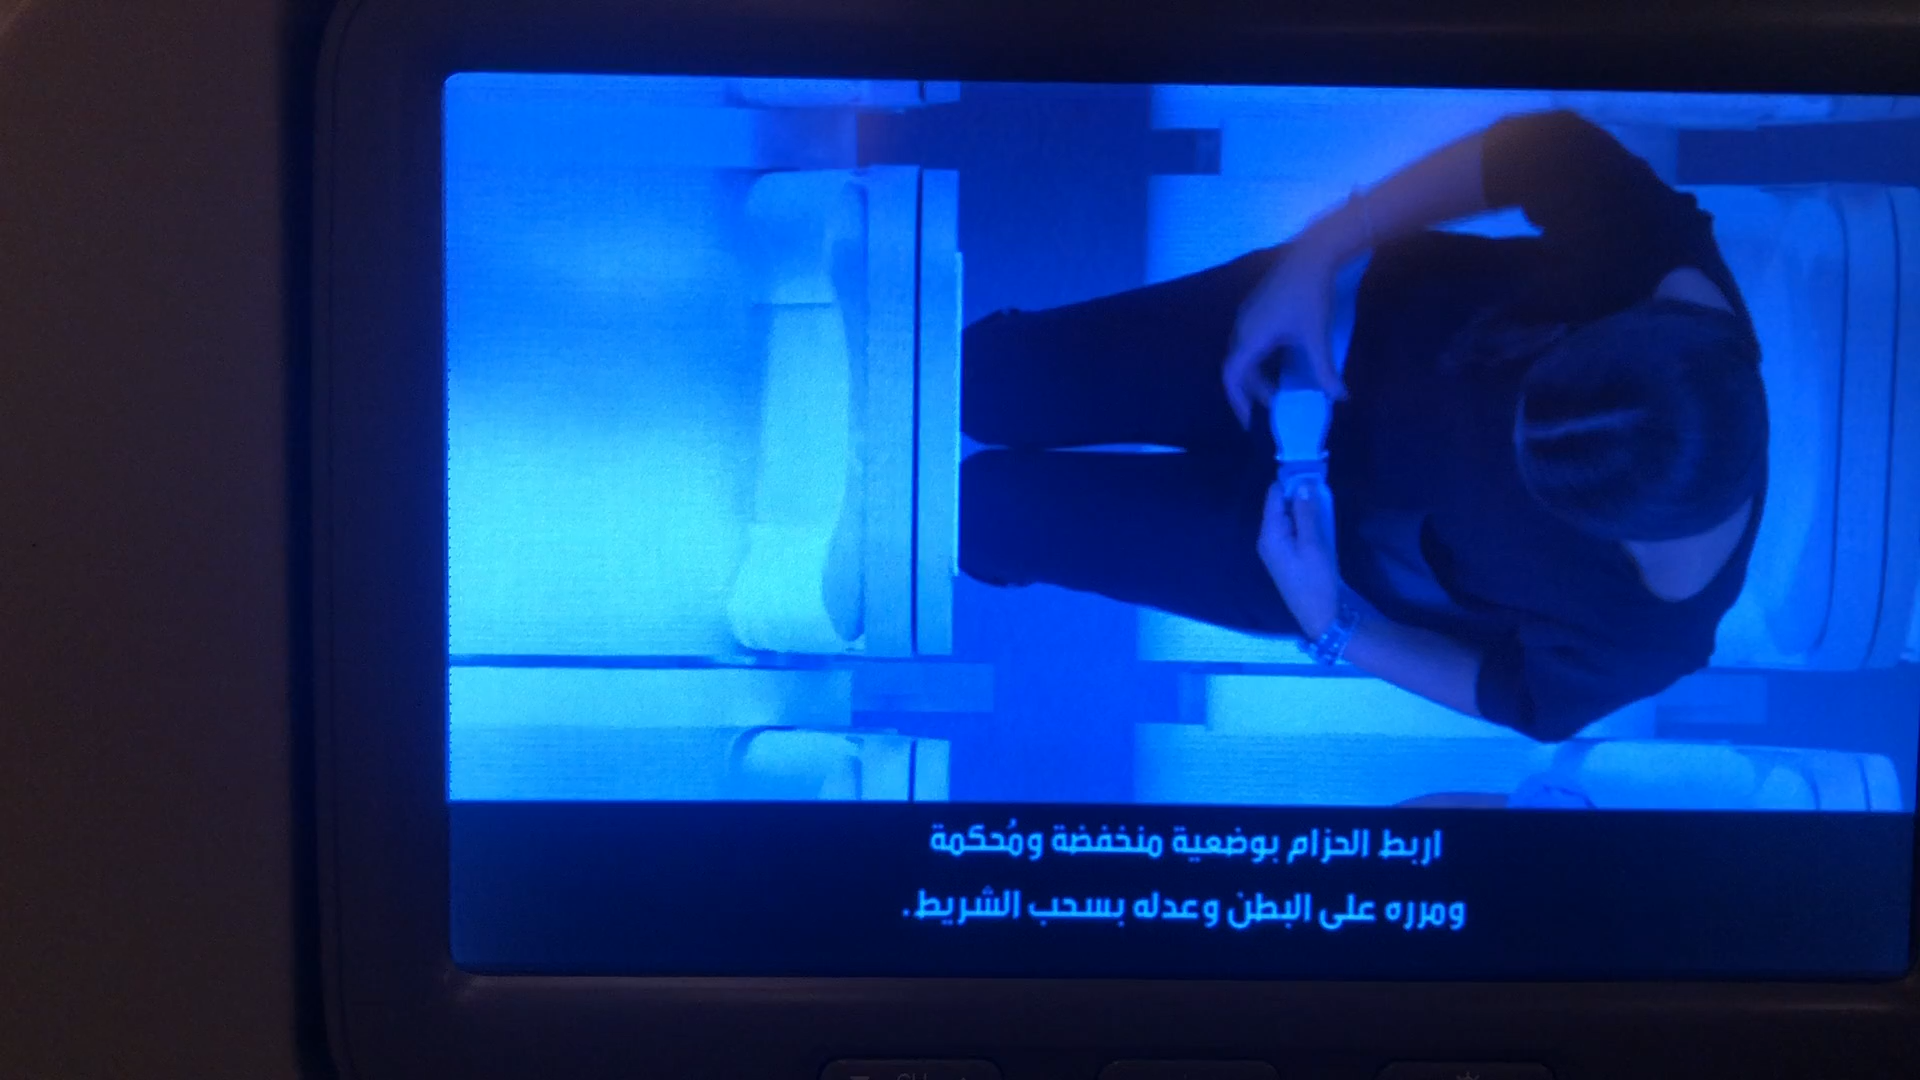 اربط الحزام بوضعية منخفضة ومُحكمة
ومرره على البطن وعدله بسحب الشريط.